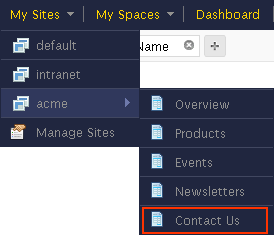 My Sites My Spaces Dashboard
default
Name
intranet
acme
Overview
Manage Sites
Products
Events
Newsletters
Contact Us